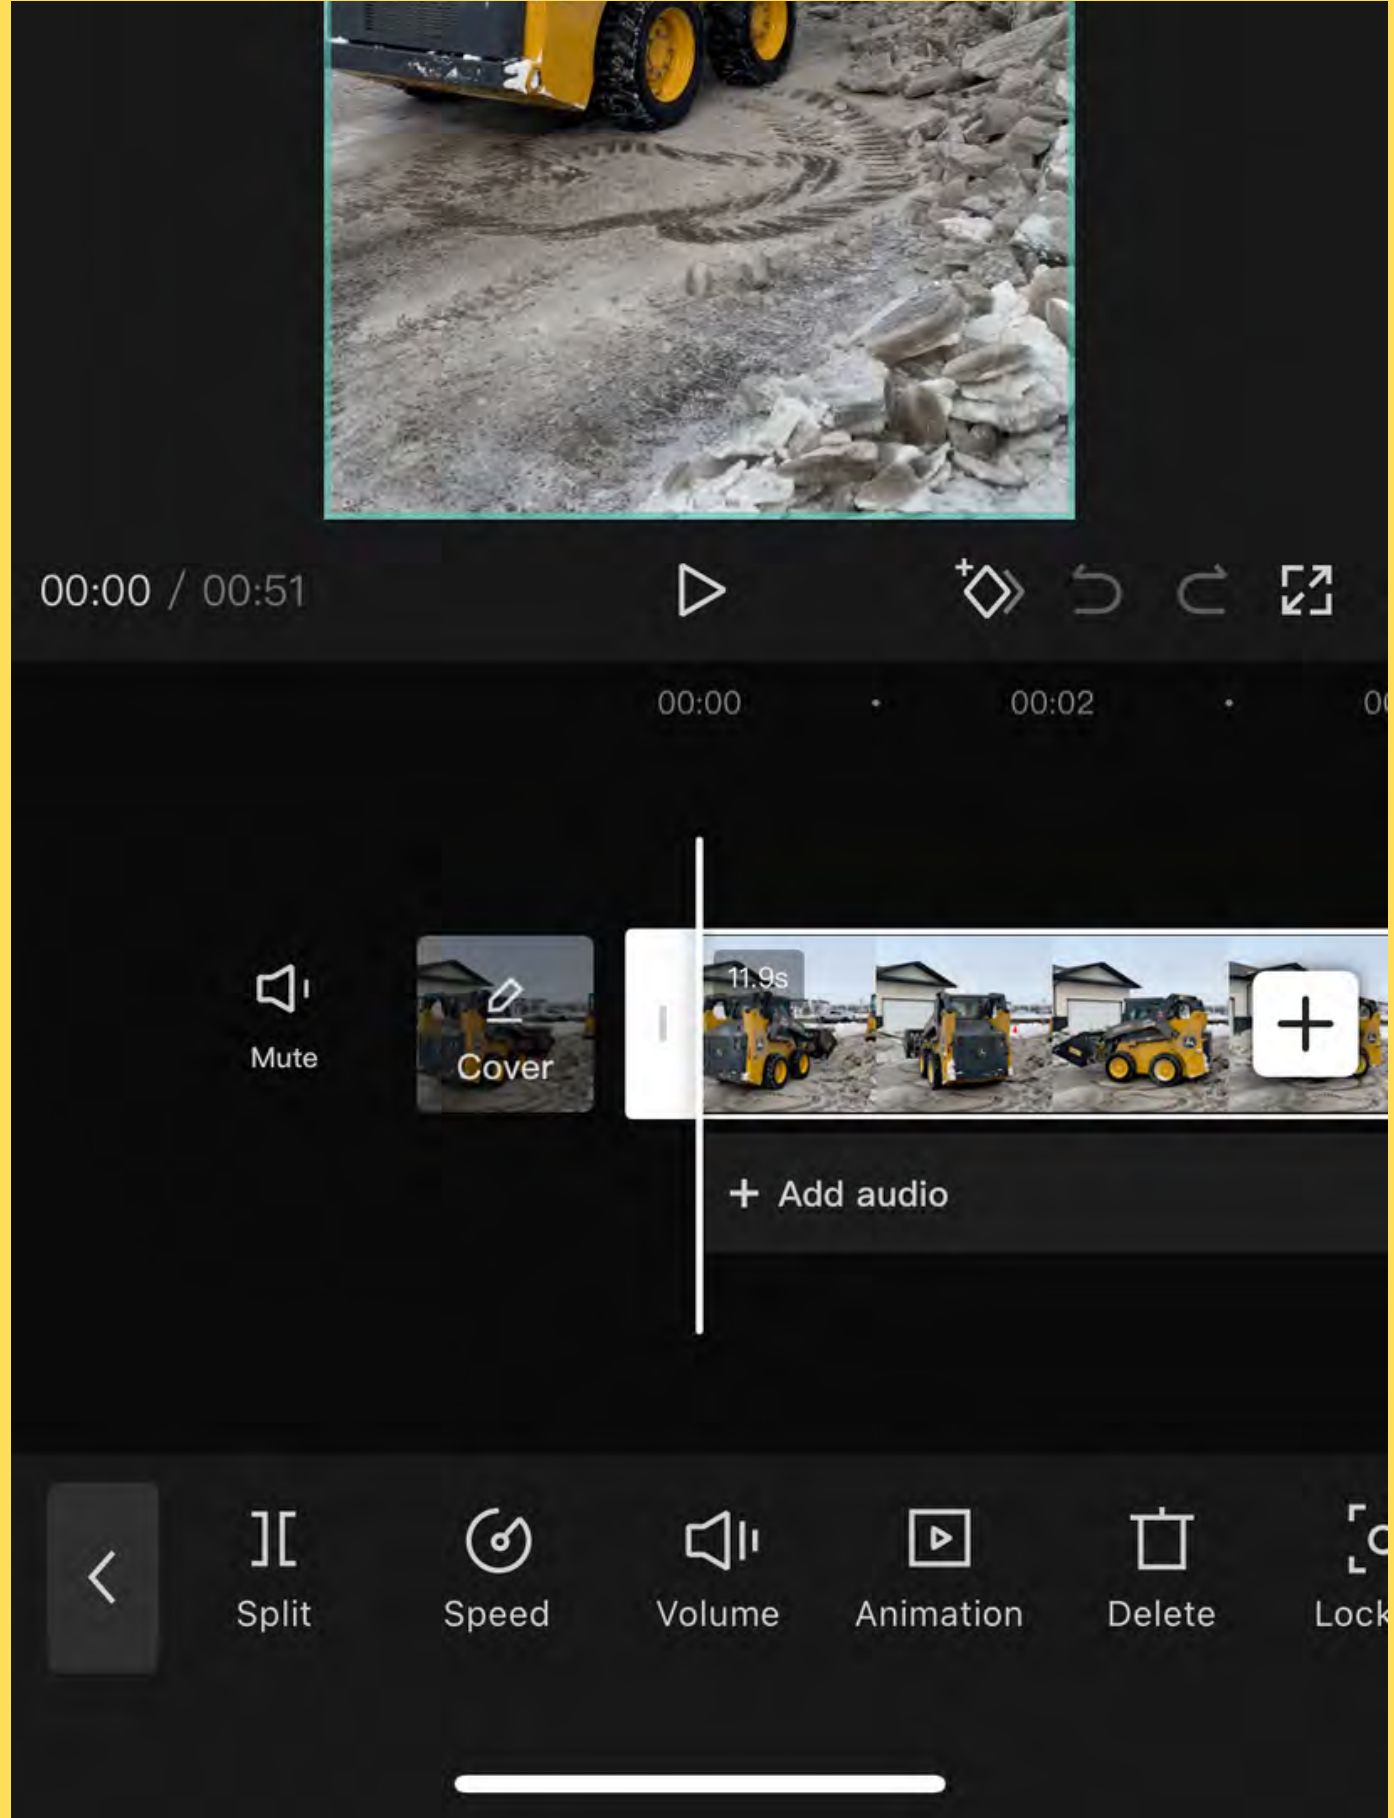 00:00 / 00:51
00:00 00:02
11.9s
Mute
Cover
+ Add audio
Split Speed Volume Animation Delete Lock